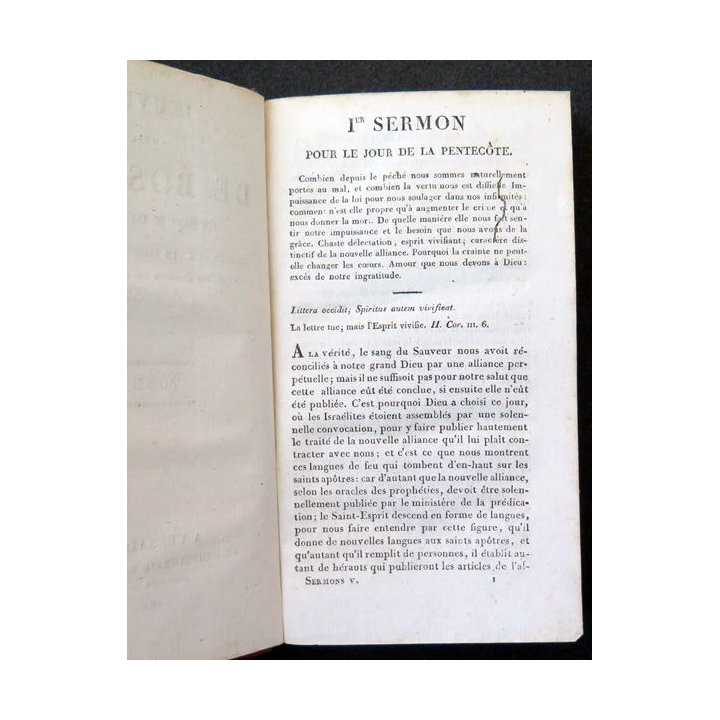 ŒUV
DE BOS
TOM
A VERSAI
IER SERMON
POUR LE JOUR DE LA PENTECÔTE.
Combien depuis le péché nous sommes naturellement
portés au mal, et combien la vertu nous est difficile Im-
puissance de la loi pour nous soulager dans nos infirmités:
comment n'est elle propre qu'à augmenter le crime et qu'à
nous donner la mort. De quelle manière elle nous fait sen-
tir notre impuissance et le besoin que nous avons de la
grâce. Chaste délectation, esprit vivifiant; caractère dis-
tinctif de la nouvelle alliance. Pourquoi la crainte ne peut-
elle changer les cœurs. Amour que nous devons à Dieu:
excès de notre ingratitude.
Littera occidit; Spiritus autem vivificat.
La lettre tue; mais l'Esprit vivifie. II. Cor. III. 6.
A LA vérité, le sang du Sauveur nous avoit ré-
conciliés à notre grand Dieu par une alliance per-
pétuelle; mais il ne suffisoit pas pour notre salut que
cette alliance eût été conclue, si ensuite elle n'eût
été publiée. C'est pourquoi Dieu a choisi ce jour,
où les Israélites étoient assemblés par une solen-
nelle convocation, pour y faire publier hautement
le traité de la nouvelle alliance qu'il lui plaît con-
tracter avec nous; et c'est ce que nous montrent
ces langues de feu qui tombent d'en-haut sur les
saints apôtres: car d'autant que la nouvelle alliance,
selon les oracles des prophéties, devoit être solen-
nellement publiée par le ministère de la prédica-
tion; le Saint-Esprit descend en forme de langues,
pour nous faire entendre par cette figure, qu'il
donne de nouvelles langues aux saints apôtres, et
qu'autant qu'il remplit de personnes, il établit au-
tant de hérauts qui publieront les articles de l'al-
SERMONS V. 1